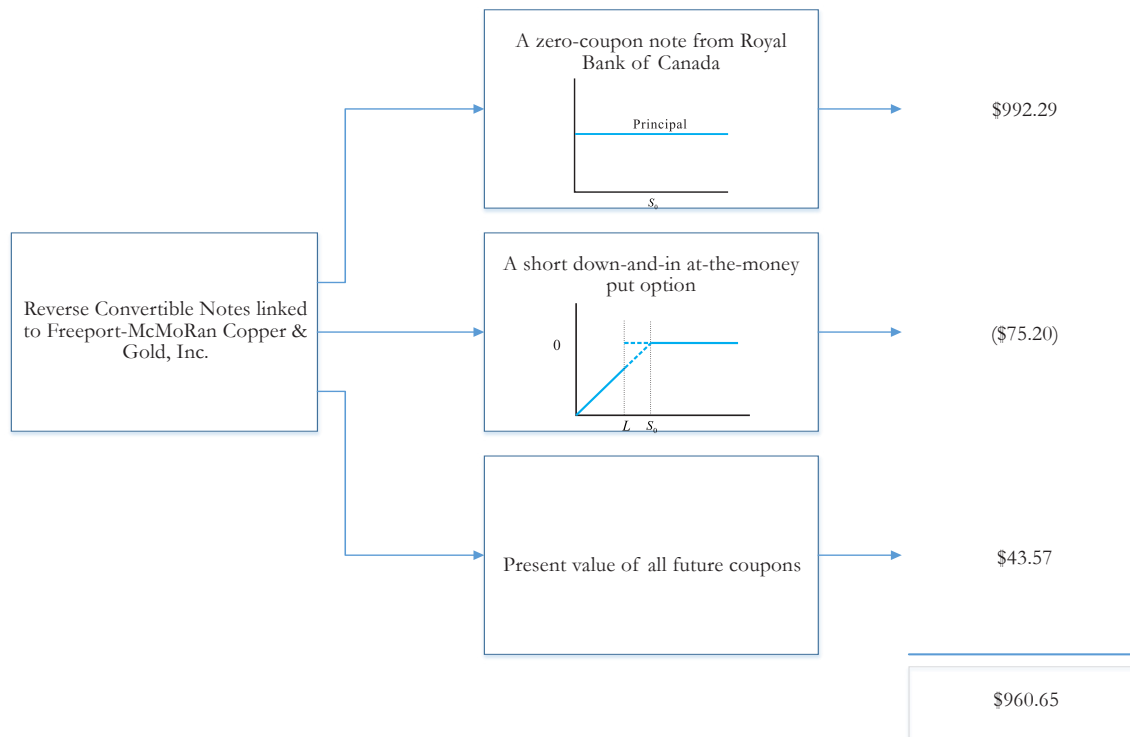 A zero-coupon note from Royal
Bank of Canada
Principal
S₀
$992.29
Reverse Convertible Notes linked
to Freeport-McMoRan Copper &
Gold, Inc.
A short down-and-in at-the-money
put option
0
L S₀
($75.20)
Present value of all future coupons
$43.57
$960.65